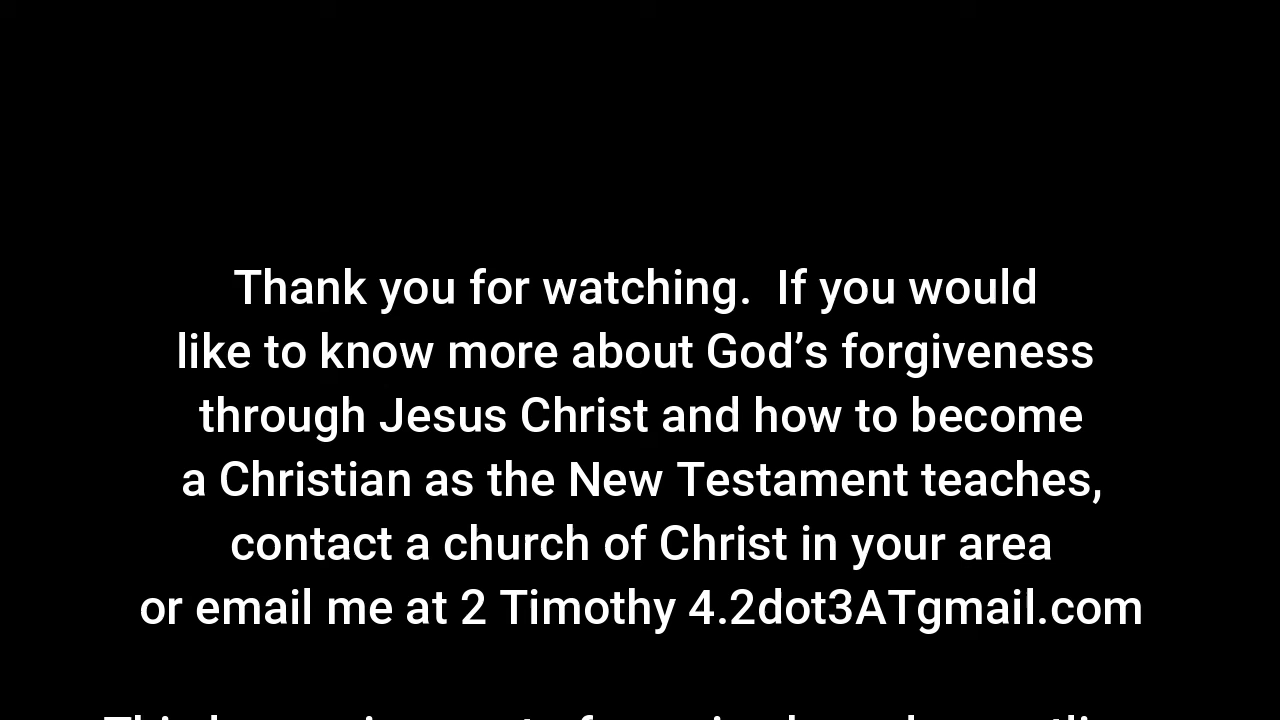 Thank you for watching.  If you would
like to know more about God’s forgiveness
through Jesus Christ and how to become
a Christian as the New Testament teaches,
contact a church of Christ in your area
or email me at 2 Timothy 4.2dot3ATgmail.com